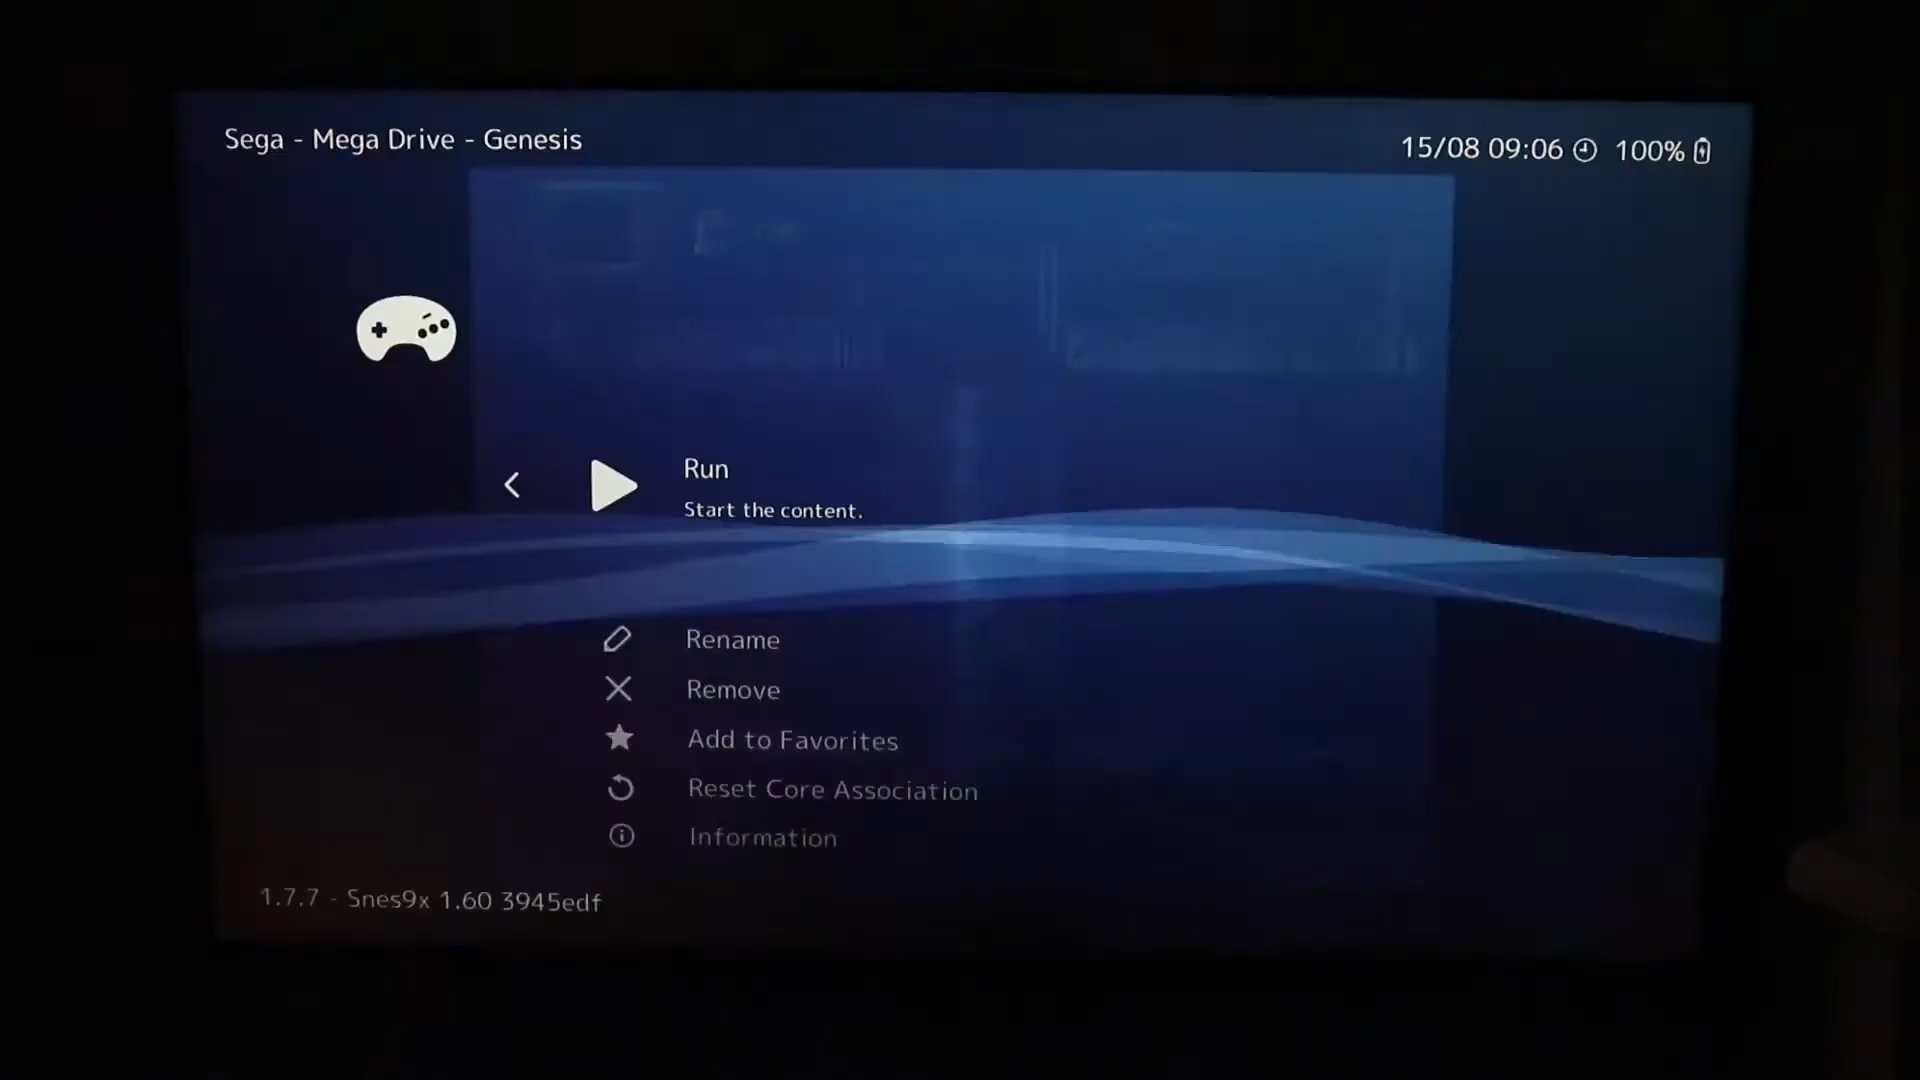 Sega - Mega Drive - Genesis
15/08 09:06 100%
Run
Start the content.
Rename
Remove
Add to Favorites
Reset Core Association
Information
1.7.7 - Snes9x 1.60 3945edf